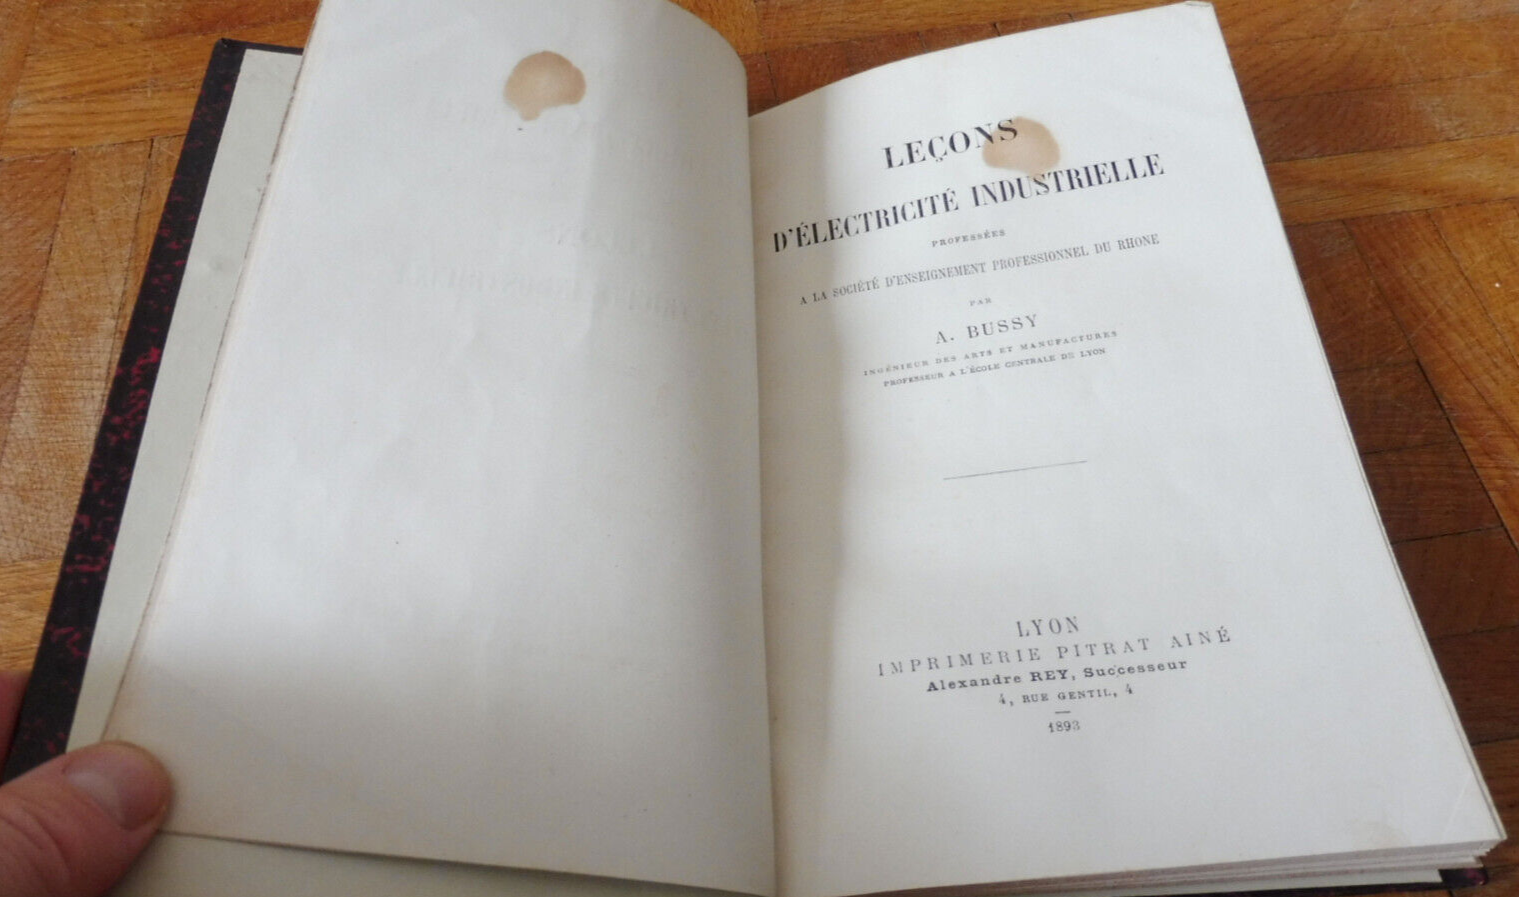 LEÇONS
D'ÉLECTRICITÉ INDUSTRIELLE
PROFESSÉES
A LA SOCIÉTÉ D'ENSEIGNEMENT PROFESSIONNEL DU RHONE
PAR
A. BUSSY
INGÉNIEUR DES ARTS ET MANUFACTURES
PROFESSEUR A L'ÉCOLE CENTRALE DE LYON
LYON
IMPRIMERIE PITRAT AINÉ
Alexandre REY, Successeur
4, RUE GENTIL, 4
1893